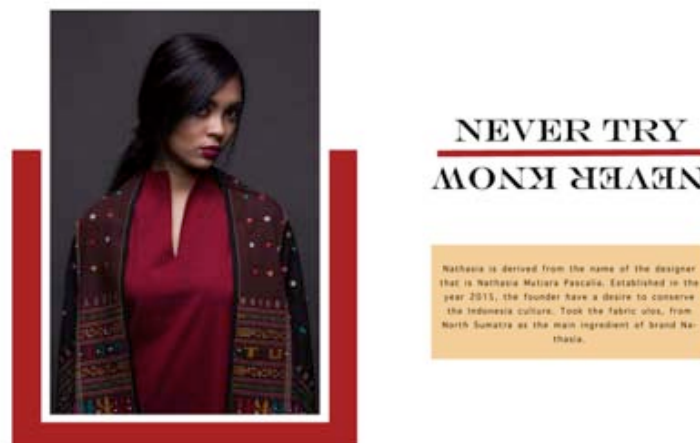 NEVER TRY
NEVER KNOW
Nathasia is derived from the name of the designer
that is Nathasia Mutiara Pascalia. Established in the
year 2015, the founder have a desire to conserve
the Indonesia culture. Took the fabric ulos, from
North Sumatra as the main ingredient of brand Na-
thasia.